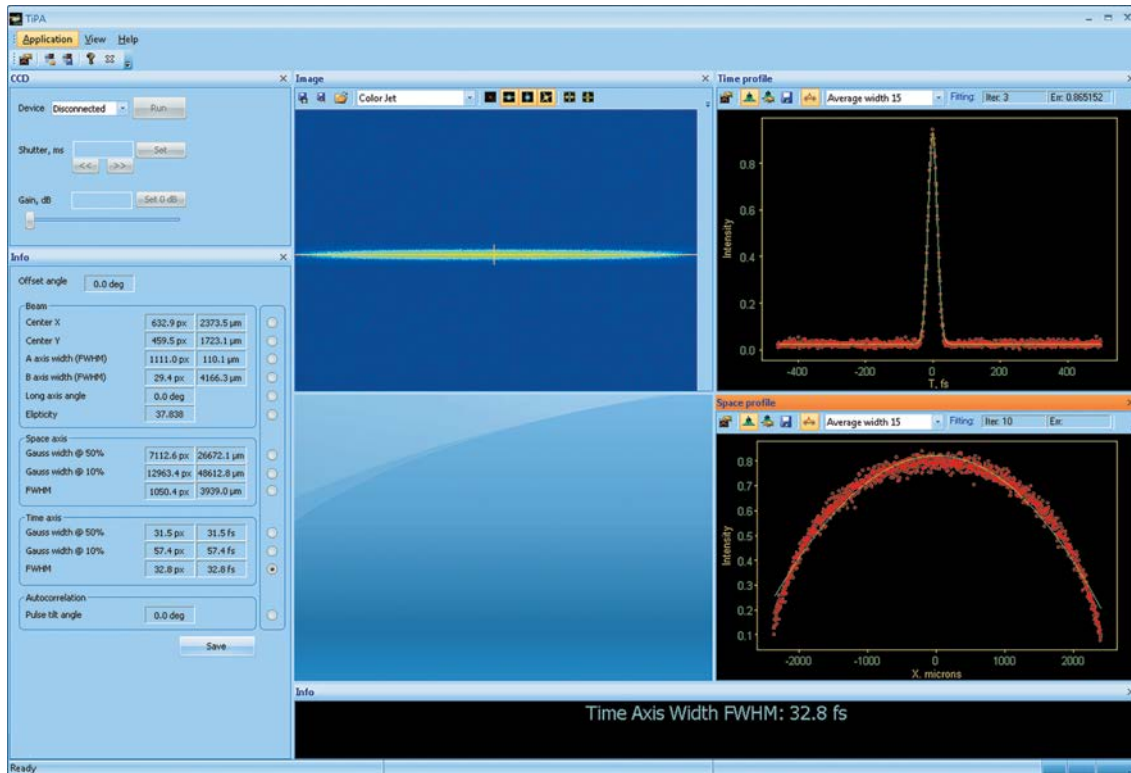 TiPA
Application View Help
CCD
Device Disconnected Run
Shutter, ms Set
<< >>
Gain, dB Set 0 dB
Info
Offset angle 0.0 deg
Beam
Center X 632.9 px 2373.5 µm
Center Y 459.5 px 1723.1 µm
A axis width (FWHM) 1111.0 px 110.1 µm
B axis width (FWHM) 29.4 px 4166.3 µm
Long axis angle 0.0 deg
Elipticity 37.838
Space axis
Gauss width @ 50% 7112.6 px 26672.1 µm
Gauss width @ 10% 12963.4 px 48612.8 µm
FWHM 1050.4 px 3939.0 µm
Time axis
Gauss width @ 50% 31.5 px 31.5 fs
Gauss width @ 10% 57.4 px 57.4 fs
FWHM 32.8 px 32.8 fs
Autocorrelation
Pulse tilt angle 0.0 deg
Save
Image
Color Jet
Time profile
Average width 15 Fitting: Iter: 3 Err: 0.865152
0.8
0.6
0.4
0.2
0.0
Intensity
-400 -200 0 200 400
T, fs
Space profile
Average width 15 Fitting: Iter: 10 Err:
0.8
0.7
0.6
0.5
0.4
0.3
0.2
0.1
Intensity
-2000 -1000 0 1000 2000
X, microns
Info
Time Axis Width FWHM: 32.8 fs
Ready